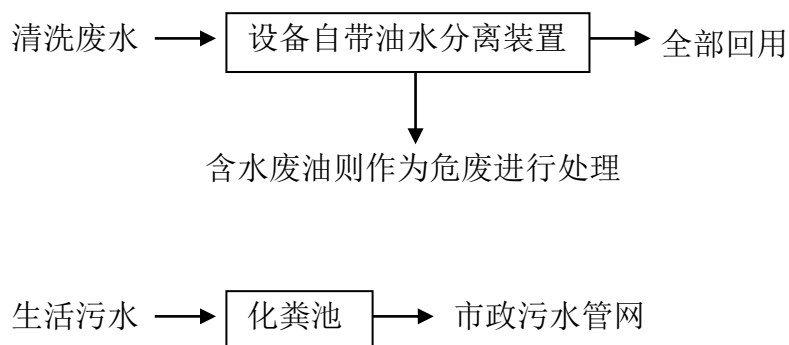 清洗废水 设备自带油水分离装置 全部回用
含水废油则作为危废进行处理
生活污水 化粪池 市政污水管网